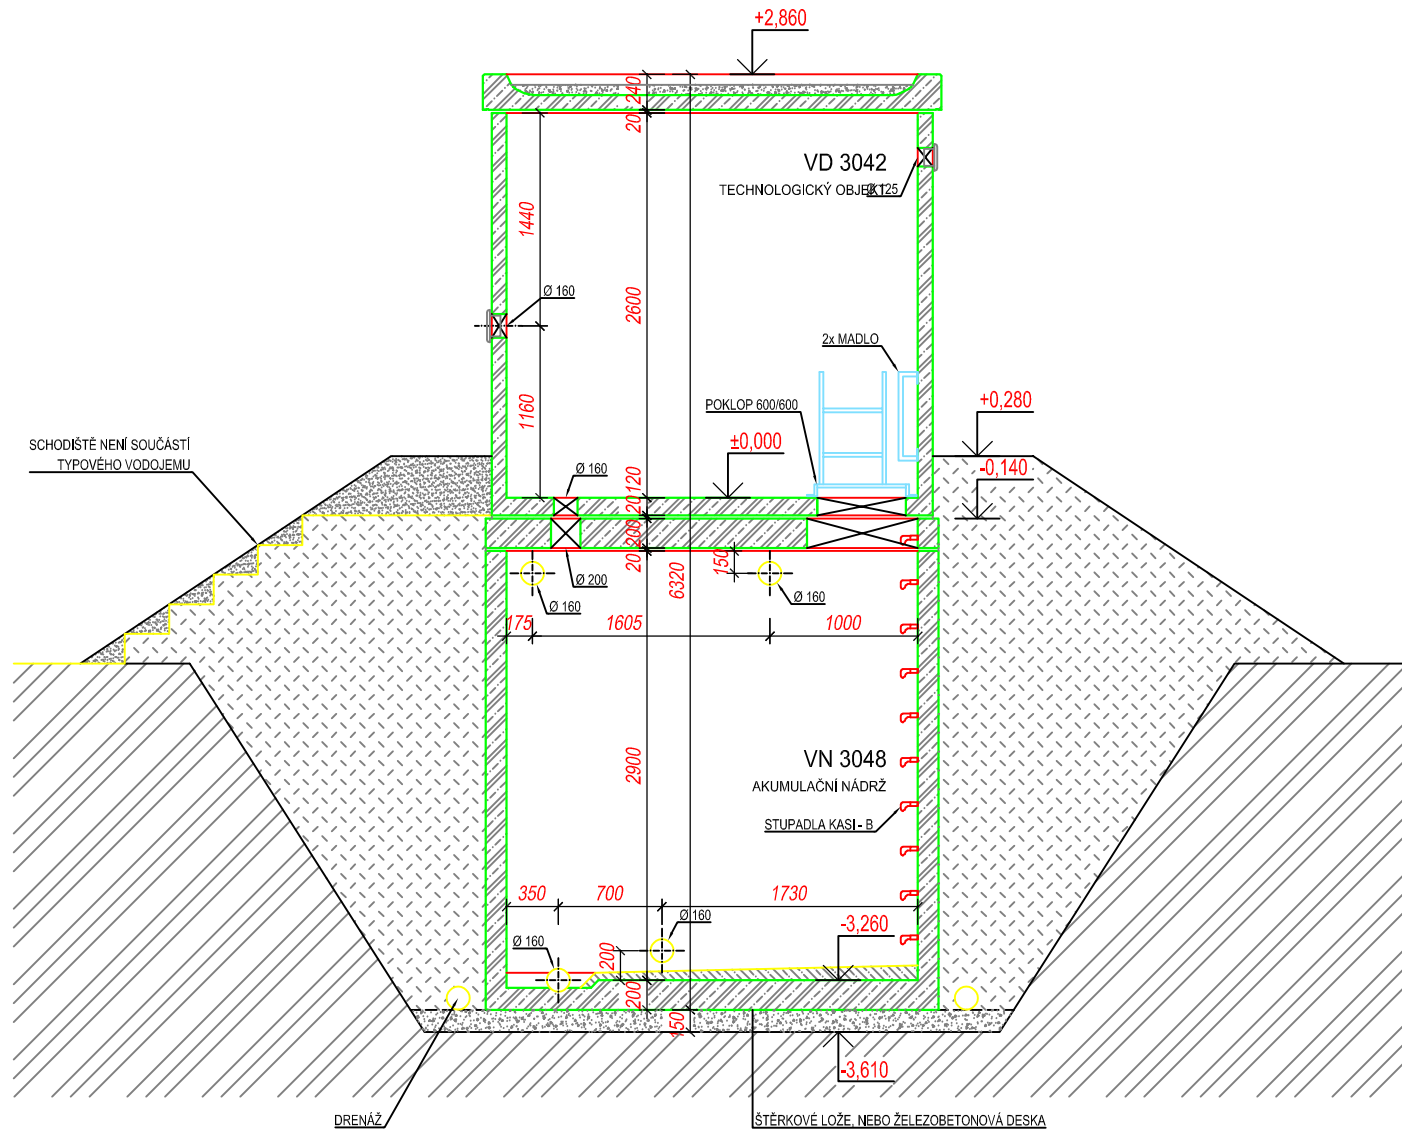 +2,860
240
20
VD 3042
TECHNOLOGICKÝ OBJEKT
Ø 125
1440
2600
Ø 160
2x MADLO
1160
POKLOP 600/600
+0,280
±0,000
-0,140
SCHODIŠTĚ NENÍ SOUČÁSTÍ
TYPOVÉHO VODOJEMU
Ø 160
120
20
200
20
150
6320
Ø 200
Ø 160
Ø 160
175
1605
1000
2900
VN 3048
AKUMULAČNÍ NÁDRŽ
STUPADLA KASI - B
350
700
1730
Ø 160
-3,260
Ø 160
200
200
150
-3,610
DRENÁŽ
ŠTĚRKOVÉ LOŽE, NEBO ŽELEZOBETONOVÁ DESKA